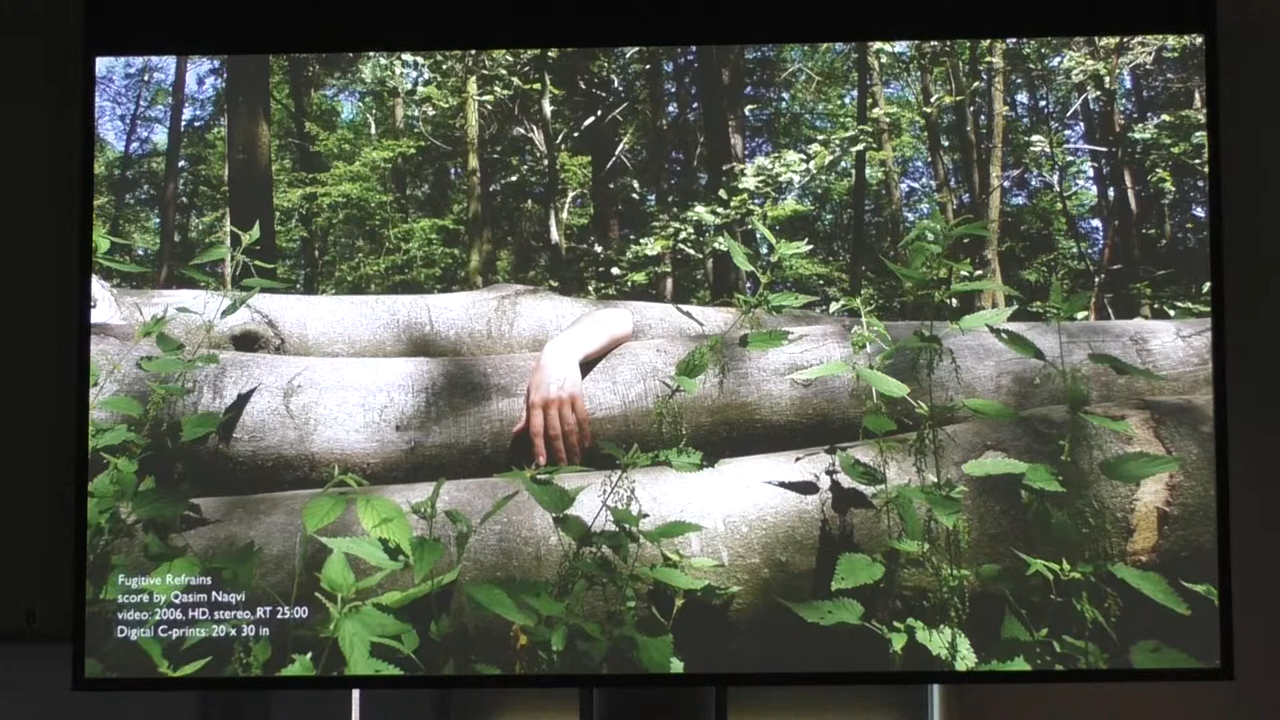 Fugitive Refrains
score by Qasim Naqvi
video: 2006, HD, stereo, RT 25:00
Digital C-prints: 20 x 30 in